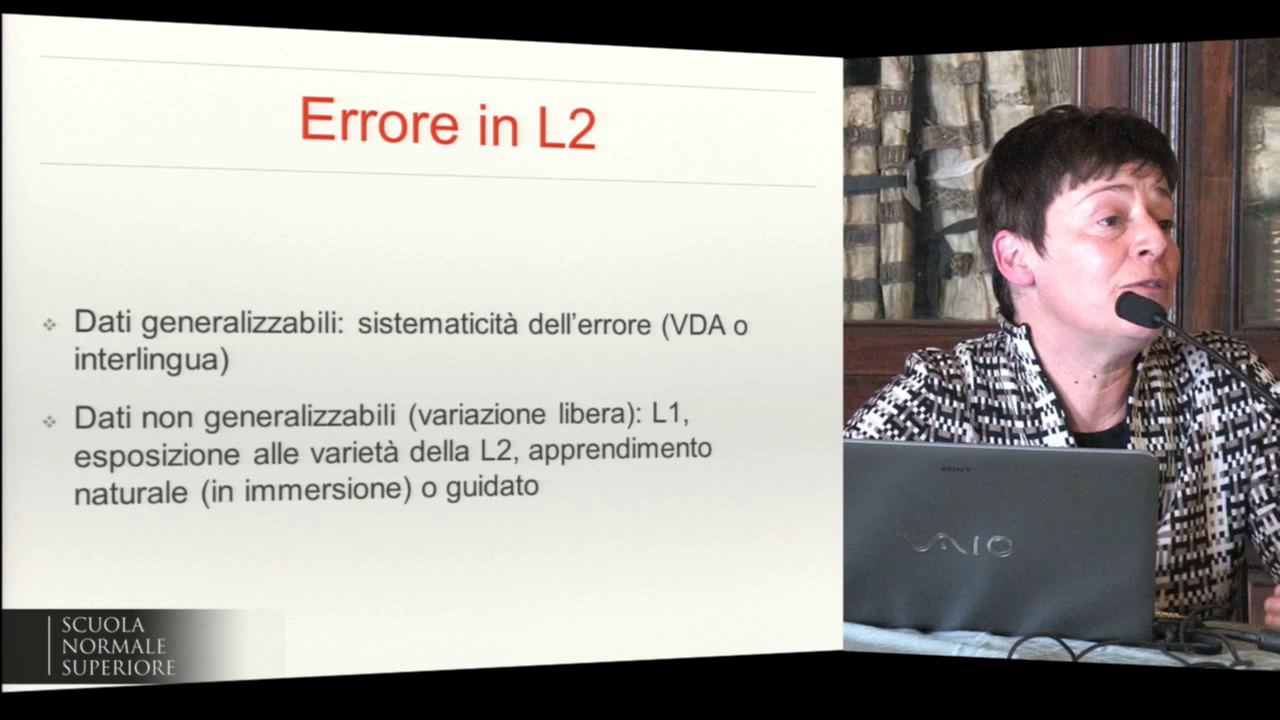 Errore in L2
Dati generalizzabili: sistematicità dell'errore (VDA o
interlingua)
Dati non generalizzabili (variazione libera): L1,
esposizione alle varietà della L2, apprendimento
naturale (in immersione) o guidato
SCUOLA
NORMALE
SUPERIORE
SONY
VAIO